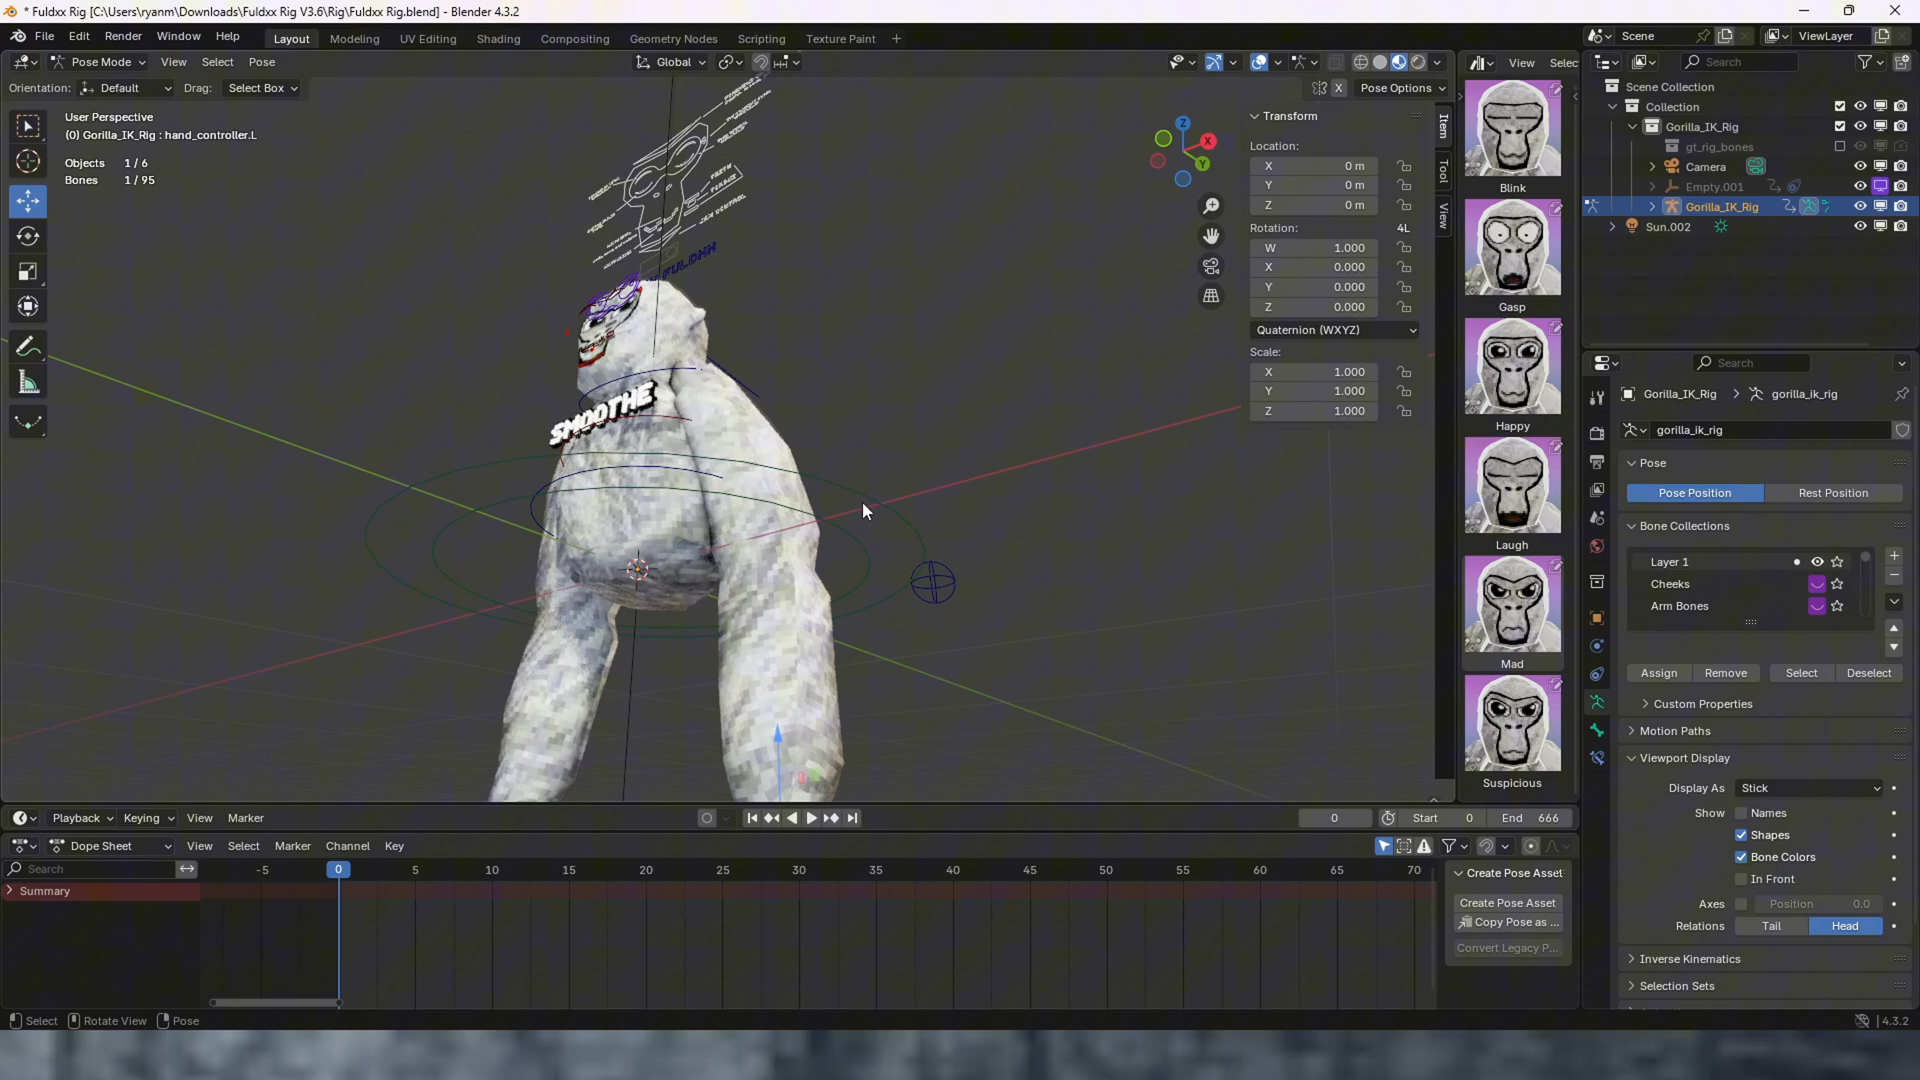 * Fuldxx Rig [C:\Users\ryanm\Downloads\Fuldxx Rig V3.6\Rig\Fuldxx Rig.blend] - Blender 4.3.2
File Edit Render Window Help
Layout Modeling UV Editing Shading Compositing Geometry Nodes Scripting Texture Paint +
Scene
ViewLayer
Pose Mode View Select Pose
Global
View Selec
Orientation: Default Drag: Select Box
X Pose Options
User Perspective
(0) Gorilla_IK_Rig : hand_controller.L
Objects 1 / 6
Bones 1 / 95
SMOOTHE
Z
X
Y
Transform
Location:
X 0 m
Y 0 m
Z 0 m
Rotation: 4L
W 1.000
X 0.000
Y 0.000
Z 0.000
Quaternion (WXYZ)
Scale:
X 1.000
Y 1.000
Z 1.000
Item
Tool
View
Blink
Gasp
Happy
Laugh
Mad
Suspicious
Search
Scene Collection
Collection
Gorilla_IK_Rig
gt_rig_bones
Camera
Empty.001
Gorilla_IK_Rig
Sun.002
Search
Gorilla_IK_Rig > gorilla_ik_rig
gorilla_ik_rig
Pose
Pose Position Rest Position
Bone Collections
Layer 1
Cheeks
Arm Bones
Assign Remove Select Deselect
Custom Properties
Motion Paths
Viewport Display
Display As Stick
Show Names
Shapes
Bone Colors
In Front
Axes Position 0.0
Relations Tail Head
Inverse Kinematics
Selection Sets
Playback Keying View Marker
0 Start 0 End 666
Dope Sheet View Select Marker Channel Key
Search
-5 0 5 10 15 20 25 30 35 40 45 50 55 60 65 70
Summary
Create Pose Asset
Create Pose Asset
Copy Pose as ...
Convert Legacy P...
Select Rotate View Pose
4.3.2